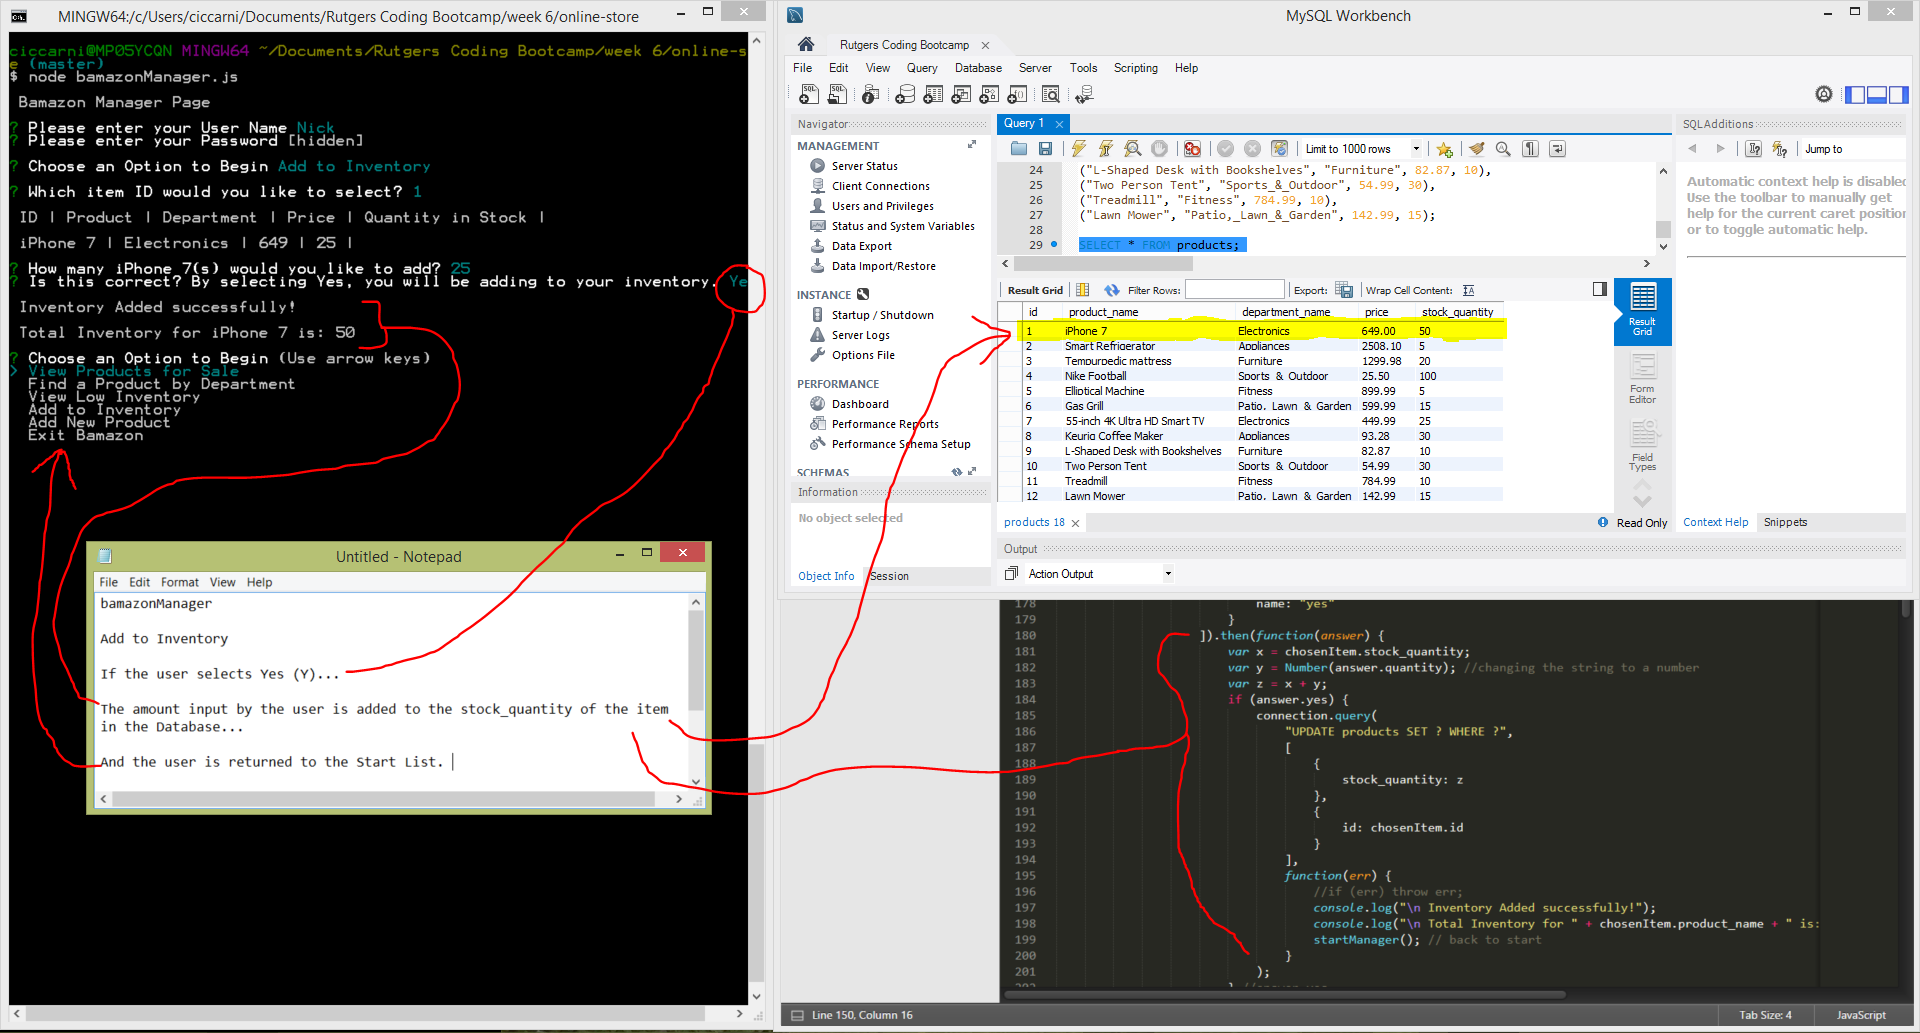 MINGW64:/c/Users/ciccarni/Documents/Rutgers Coding Bootcamp/week 6/online-store
ciccarni@MP05YCQN MINGW64 ~/Documents/Rutgers Coding Bootcamp/week 6/online-s
e (master)
$ node bamazonManager.js
Bamazon Manager Page
? Please enter your User Name Nick
? Please enter your Password [hidden]
? Choose an Option to Begin Add to Inventory
? Which item ID would you like to select? 1
ID | Product | Department | Price | Quantity in Stock |
iPhone 7 | Electronics | 649 | 25 |
? How many iPhone 7(s) would you like to add? 25
? Is this correct? By selecting Yes, you will be adding to your inventory. Ye
Inventory Added successfully!
Total Inventory for iPhone 7 is: 50
? Choose an Option to Begin (Use arrow keys)
> View Products for Sale
Find a Product by Department
View Low Inventory
Add to Inventory
Add New Product
Exit Bamazon
Untitled - Notepad
File Edit Format View Help
bamazonManager
Add to Inventory
If the user selects Yes (Y)...
The amount input by the user is added to the stock_quantity of the item
in the Database...
And the user is returned to the Start List.
MySQL Workbench
Rutgers Coding Bootcamp
File Edit View Query Database Server Tools Scripting Help
Navigator
MANAGEMENT
Server Status
Client Connections
Users and Privileges
Status and System Variables
Data Export
Data Import/Restore
INSTANCE
Startup / Shutdown
Server Logs
Options File
PERFORMANCE
Dashboard
Performance Reports
Performance Schema Setup
SCHEMAS
Information
No object selected
Object Info Session
Query 1
Limit to 1000 rows
24 ("L-Shaped Desk with Bookshelves", "Furniture", 82.87, 10),
25 ("Two Person Tent", "Sports_&_Outdoor", 54.99, 30),
26 ("Treadmill", "Fitness", 784.99, 10),
27 ("Lawn Mower", "Patio,_Lawn_&_Garden", 142.99, 15);
28
29 SELECT * FROM products;
Result Grid Filter Rows: Export: Wrap Cell Content:
id product_name department_name price stock_quantity
1 iPhone 7 Electronics 649.00 50
2 Smart Refrigerator Appliances 2508.10 5
3 Tempurpedic mattress Furniture 1299.98 20
4 Nike Football Sports_&_Outdoor 25.50 100
5 Elliptical Machine Fitness 899.99 5
6 Gas Grill Patio,_Lawn_&_Garden 599.99 15
7 55-inch 4K Ultra HD Smart TV Electronics 449.99 25
8 Keurig Coffee Maker Appliances 93.28 30
9 L-Shaped Desk with Bookshelves Furniture 82.87 10
10 Two Person Tent Sports_&_Outdoor 54.99 30
11 Treadmill Fitness 784.99 10
12 Lawn Mower Patio,_Lawn_&_Garden 142.99 15
Result
Grid
Form
Editor
Field
Types
products 18
Read Only
SQLAdditions
Jump to
Automatic context help is disabled
Use the toolbar to manually get
help for the current caret position
or to toggle automatic help.
Context Help Snippets
Output
Action Output
178 name: "yes"
179 }
180 ]).then(function(answer) {
181 var x = chosenItem.stock_quantity;
182 var y = Number(answer.quantity); //changing the string to a number
183 var z = x + y;
184 if (answer.yes) {
185 connection.query(
186 "UPDATE products SET ? WHERE ?",
187 [
188 {
189 stock_quantity: z
190 },
191 {
192 id: chosenItem.id
193 }
194 ],
195 function(err) {
196 //if (err) throw err;
197 console.log("\n Inventory Added successfully!");
198 console.log("\n Total Inventory for " + chosenItem.product_name + " is:
199 startManager(); // back to start
200 }
201 );
Line 150, Column 16
Tab Size: 4
JavaScript